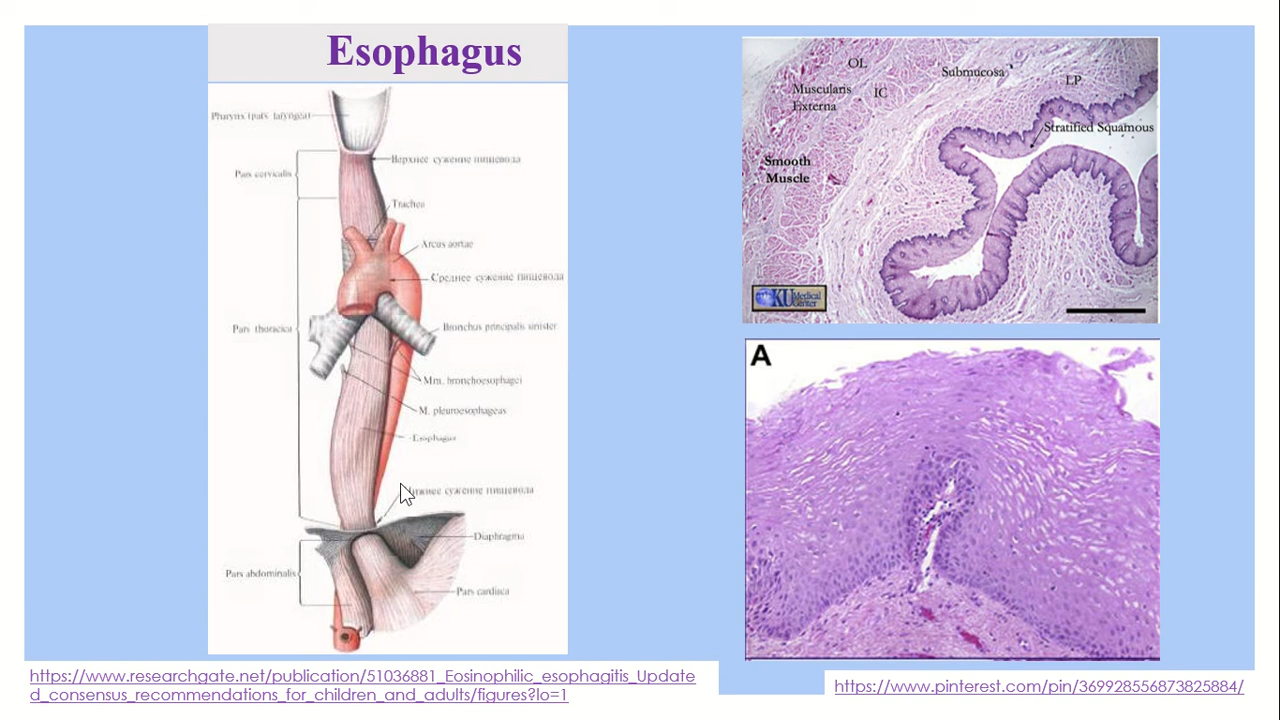 Esophagus
Pharynx (pars laryngea)
Верхнее сужение пищевода
Pars cervicalis
Trachea
Arcus aortae
Среднее сужение пищевода
Pars thoracica
Bronchus principalis sinister
Mm. bronchoesophagei
M. pleuroesophageus
Esophagus
сужение пищевода
Diaphragma
Pars abdominalis
Pars cardiaca
OL
Submucosa
LP
Muscularis
Externa
IC
Stratified Squamous
Smooth
Muscle
KU Medical
Center
A
https://www.researchgate.net/publication/51036881_Eosinophilic_esophagitis_Update
d_consensus_recommendations_for_children_and_adults/figures?lo=1
https://www.pinterest.com/pin/369928556873825884/